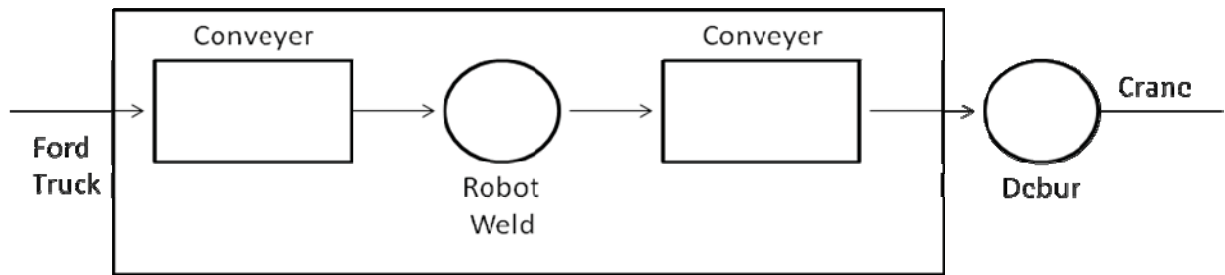 Conveyer
Conveyer
Crane
Ford
Truck
Robot
Weld
Debur